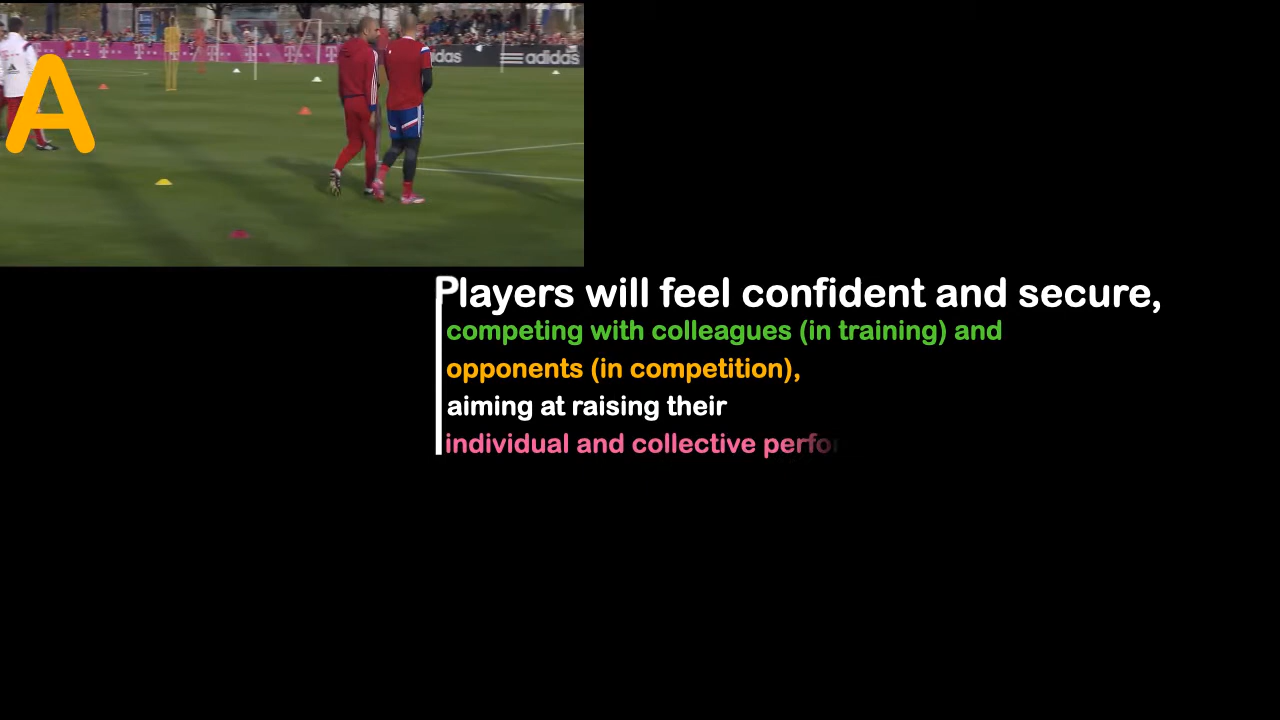 A
adidas
Players will feel confident and secure,
competing with colleagues (in training) and
opponents (in competition),
aiming at raising their
individual and collective perfo